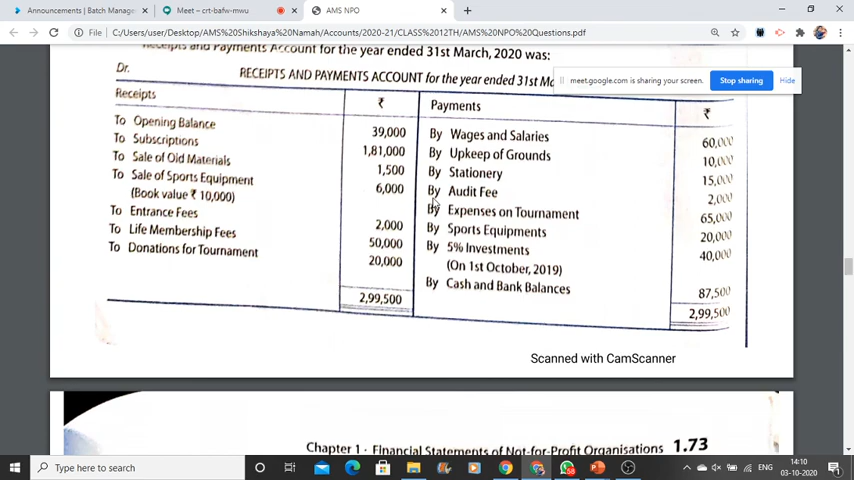 Announcements | Batch Manage
Meet – crt-bafw-mwu
AMS NPO
File | C:/Users/user/Desktop/AMS%20Shikshaya%20Namah/Accounts/2020-21/CLASS%2012TH/AMS%20NPO%20Questions.pdf
Receipts and Payments Account for the year ended 31st March, 2020 was:
meet.google.com is sharing your screen. Stop sharing Hide
Dr. RECEIPTS AND PAYMENTS ACCOUNT for the year ended 31st
Receipts ₹ Payments ₹
To Opening Balance 39,000 By Wages and Salaries 60,000
To Subscriptions 1,81,000 By Upkeep of Grounds 10,000
To Sale of Old Materials 1,500 By Stationery 15,000
To Sale of Sports Equipment 6,000 By Audit Fee 2,000
(Book value ₹ 10,000) By Expenses on Tournament 65,000
To Entrance Fees 2,000 By Sports Equipments 20,000
To Life Membership Fees 50,000 By 5% Investments 40,000
To Donations for Tournament 20,000 (On 1st October, 2019)
By Cash and Bank Balances 87,500
2,99,500 2,99,500
Scanned with CamScanner
Chapter 1 · Financial Statements of Not-for-Profit Organisations 1.73
Type here to search
ENG
14:10
03-10-2020